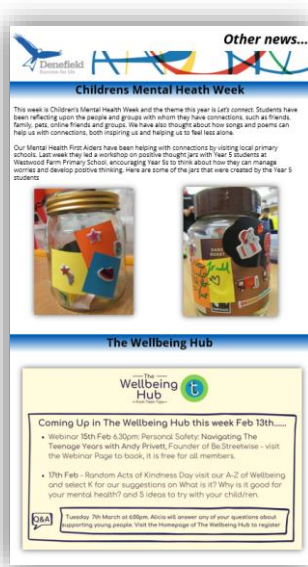 Other news...
Denefield
Success for life
Childrens Mental Heath Week
This week is Children's Mental Health Week and the theme this year is Let's connect. Students have
been reflecting upon the people and groups with whom they have connections, such as friends,
family, pets, online friends and groups. We have also thought about how songs and poems can
help us with connections, both inspiring us and helping us to feel less alone.
Our Mental Health First Aiders have been helping with connections by visiting local primary
schools. Last week they led a workshop on positive thought jars with Year 5 students at
Westwood Farm Primary School, encouraging Year 5s to think about how they can manage
worries and develop positive thinking. Here are some of the jars that were created by the Year 5
students
DARK
ROAST
The Wellbeing Hub
The
Wellbeing
Hub
from Teen Tips
t
Coming Up in The Wellbeing Hub this week Feb 13th......
• Webinar 15th Feb 6.30pm: Personal Safety: Navigating The
Teenage Years with Andy Privett, Founder of Be:Streetwise - visit
the Webinar Page to book, it is free for all members.
• 17th Feb - Random Acts of Kindness Day visit our A-Z of Wellbeing
and select K for our suggestions on What is it? Why is it good for
your mental health? and 5 ideas to try with your child/ren.
Q&A
Tuesday 7th March at 6.30pm, Alicia will answer any of your questions about
supporting young people. Visit the Homepage of The Wellbeing Hub to register